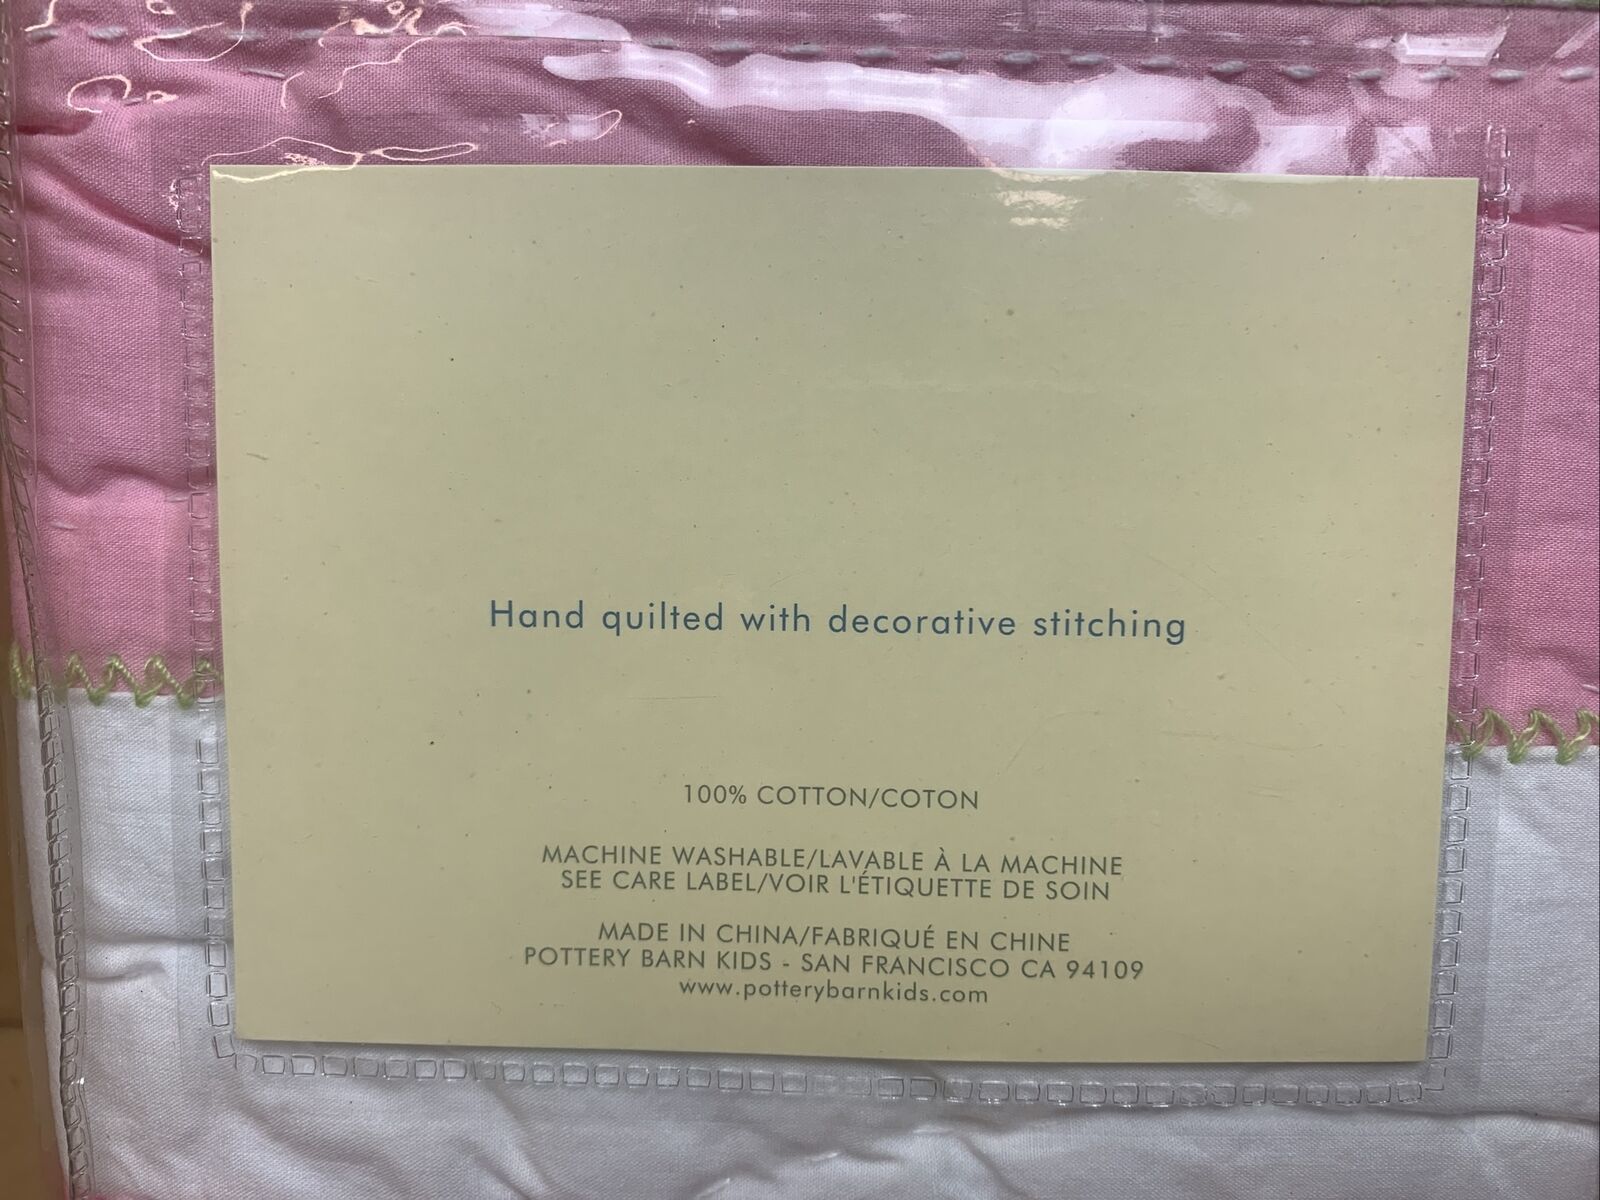 Hand quilted with decorative stitching
100% COTTON/COTON
MACHINE WASHABLE/LAVABLE À LA MACHINE
SEE CARE LABEL/VOIR L'ÉTIQUETTE DE SOIN
MADE IN CHINA/FABRIQUÉ EN CHINE
POTTERY BARN KIDS - SAN FRANCISCO CA 94109
www.potterybarnkids.com